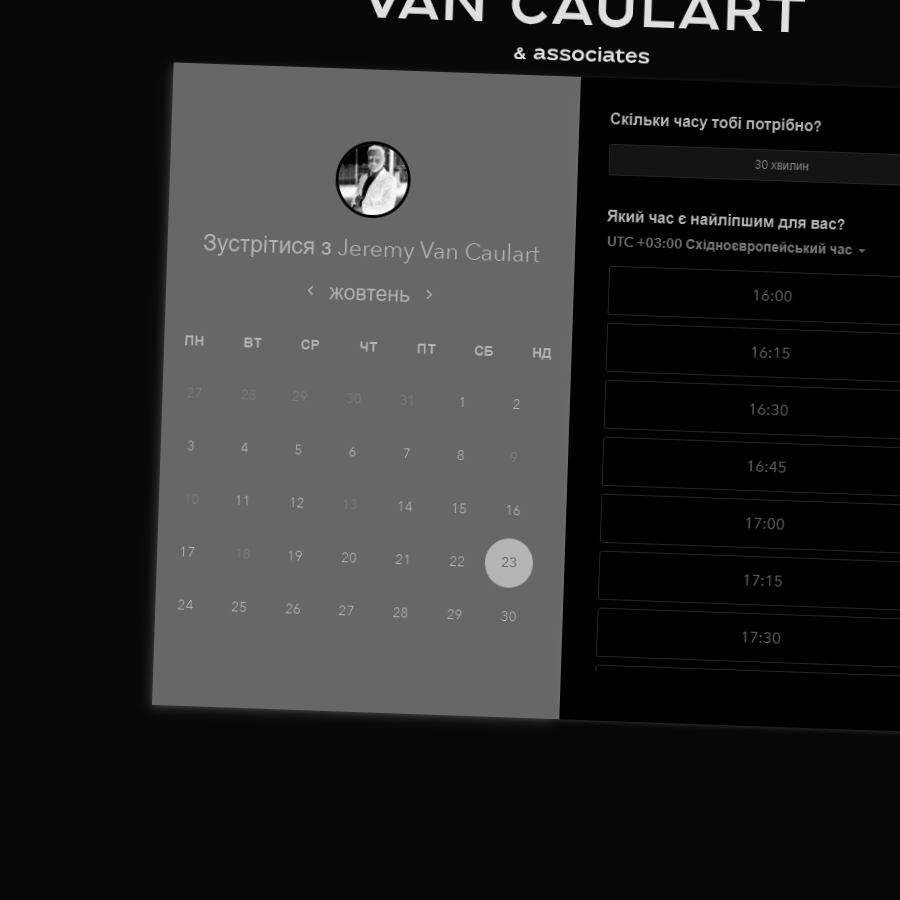 VAN CAULART
& associates
Зустрітися з Jeremy Van Caulart
жовтень
ПН ВТ СР ЧТ ПТ СБ НД
27 28 29 30 31 1 2
3 4 5 6 7 8 9
10 11 12 13 14 15 16
17 18 19 20 21 22 23
24 25 26 27 28 29 30
Скільки часу тобі потрібно?
30 хвилин
Який час є найліпшим для вас?
UTC +03:00 Східноєвропейський час
16:00
16:15
16:30
16:45
17:00
17:15
17:30